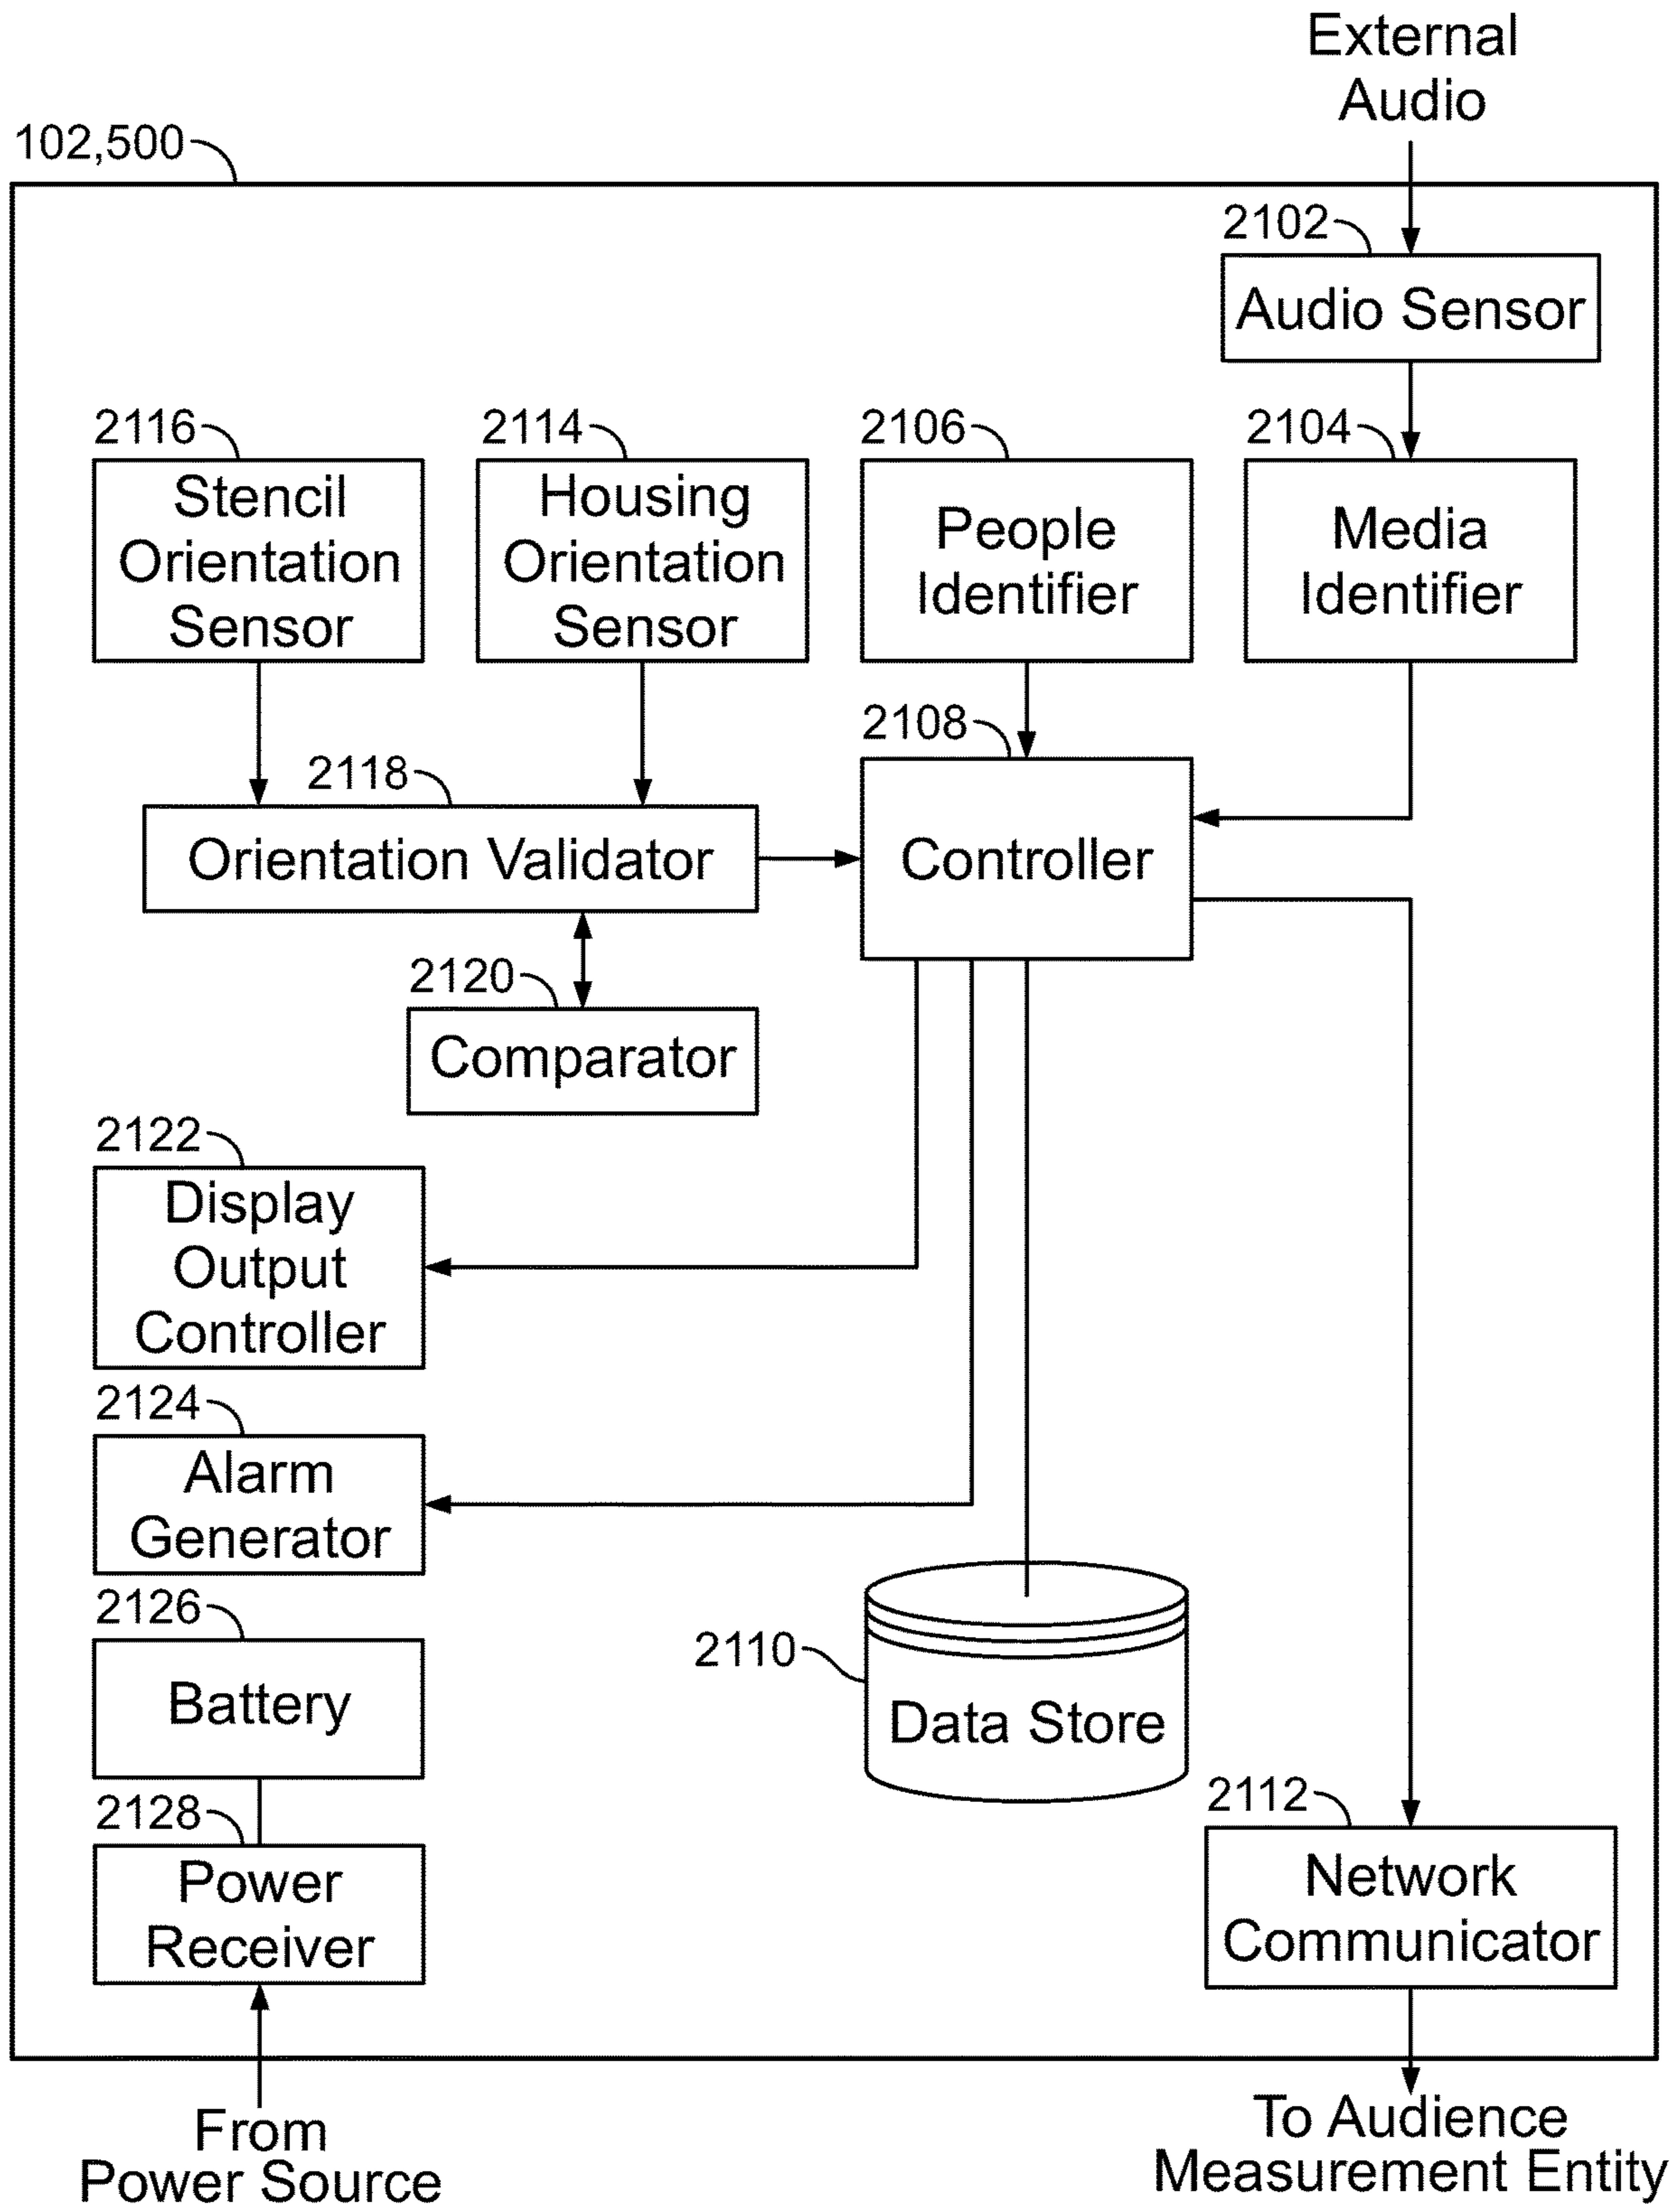 External
Audio
102,500
2102
Audio Sensor
2116
Stencil
Orientation
Sensor
2114
Housing
Orientation
Sensor
2106
People
Identifier
2104
Media
Identifier
2118
Orientation Validator
2108
Controller
2120
Comparator
2122
Display
Output
Controller
2124
Alarm
Generator
2126
Battery
2110
Data Store
2128
Power
Receiver
2112
Network
Communicator
From
Power Source
To Audience
Measurement Entity